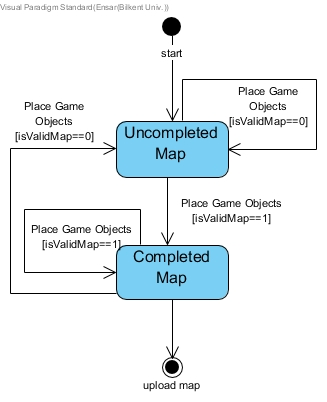 Visual Paradigm Standard(Ensar(Bilkent Univ.))
start
Place Game
Objects
[isValidMap==0]
Place Game
Objects
[isValidMap==0]
Uncompleted
Map
Place Game Objects
[isValidMap==1]
Place Game Objects
[isValidMap==1]
Completed
Map
upload map